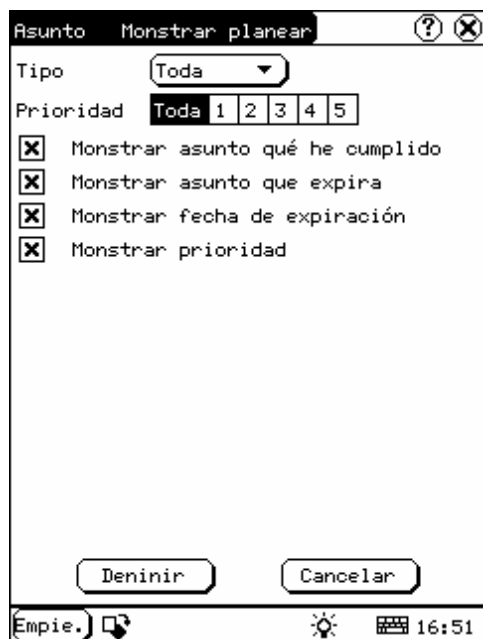 Asunto Monstrar planear ?
Tipo Toda
Prioridad Toda 1 2 3 4 5
Monstrar asunto qué he cumplido
Monstrar asunto que expira
Monstrar fecha de expiración
Monstrar prioridad
Deninir Cancelar
Empie. 16:51